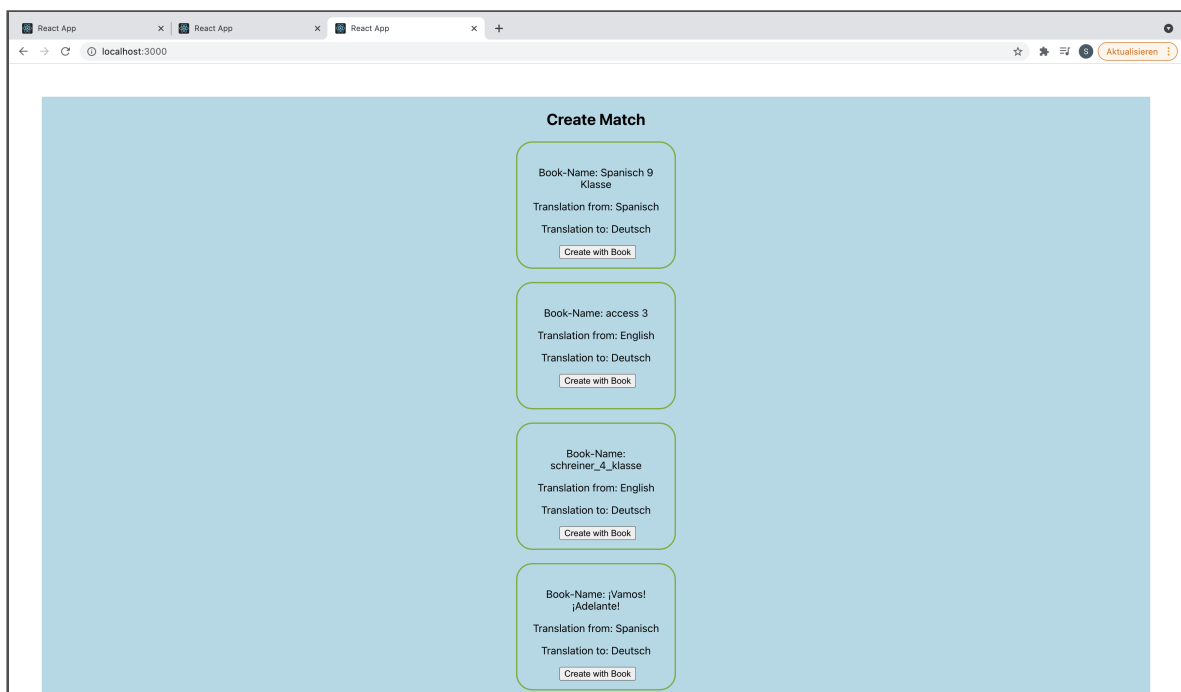 React App
React App
React App
localhost:3000
S
Aktualisieren
Create Match
Book-Name: Spanisch 9
Klasse
Translation from: Spanisch
Translation to: Deutsch
Create with Book
Book-Name: access 3
Translation from: English
Translation to: Deutsch
Create with Book
Book-Name:
schreiner_4_klasse
Translation from: English
Translation to: Deutsch
Create with Book
Book-Name: ¡Vamos!
¡Adelante!
Translation from: Spanisch
Translation to: Deutsch
Create with Book